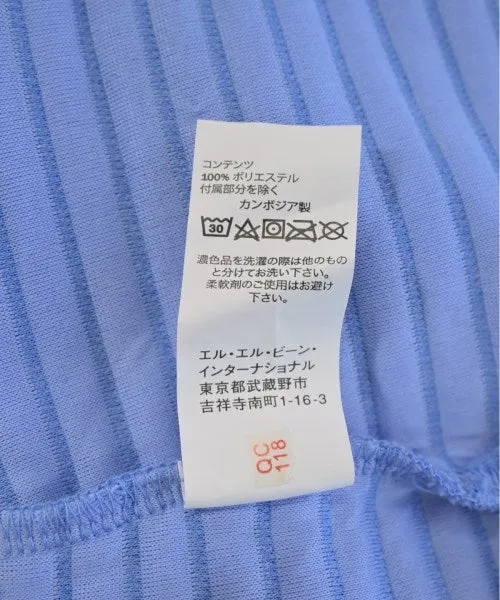 コンテンツ
100% ポリエステル
付属部分を除く
カンボジア製
30
濃色品を洗濯の際は他のもの
と分けてお洗い下さい。
柔軟剤のご使用はお避け
下さい。
エル・エル・ビーン・
インターナショナル
東京都武蔵野市
吉祥寺南町1-16-3
QC
118